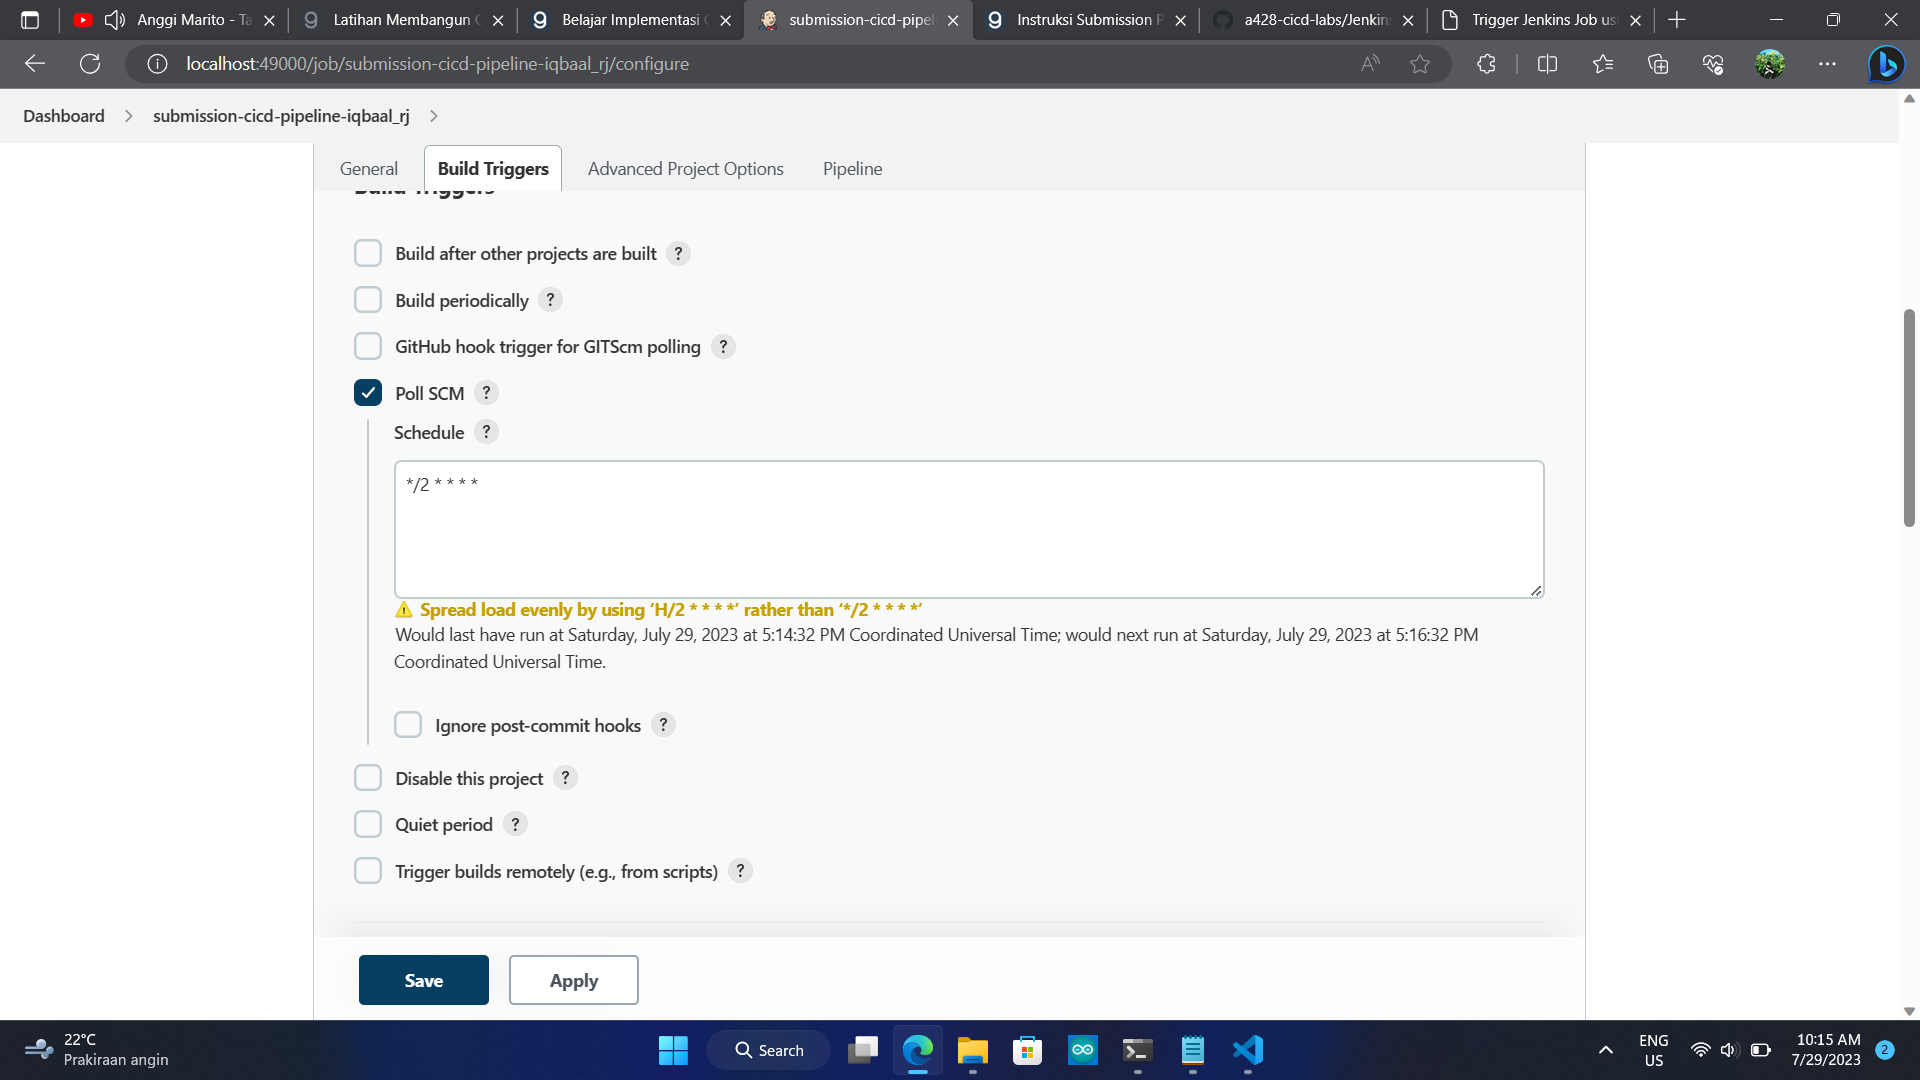 Anggi Marito - Ta
Latihan Membangun C
Belajar Implementasi C
submission-cicd-pipel
Instruksi Submission P
a428-cicd-labs/Jenkins
Trigger Jenkins Job us
localhost:49000/job/submission-cicd-pipeline-iqbaal_rj/configure
Dashboard
submission-cicd-pipeline-iqbaal_rj
General
Build Triggers
Advanced Project Options
Pipeline
Build Triggers
Build after other projects are built ?
Build periodically ?
GitHub hook trigger for GITScm polling ?
Poll SCM ?
Schedule ?
*/2 * * * *
Spread load evenly by using ‘H/2 * * * *’ rather than ‘*/2 * * * *’
Would last have run at Saturday, July 29, 2023 at 5:14:32 PM Coordinated Universal Time; would next run at Saturday, July 29, 2023 at 5:16:32 PM
Coordinated Universal Time.
Ignore post-commit hooks ?
Disable this project ?
Quiet period ?
Trigger builds remotely (e.g., from scripts) ?
Save
Apply
22°C
Prakiraan angin
Search
ENG
US
10:15 AM
7/29/2023
2